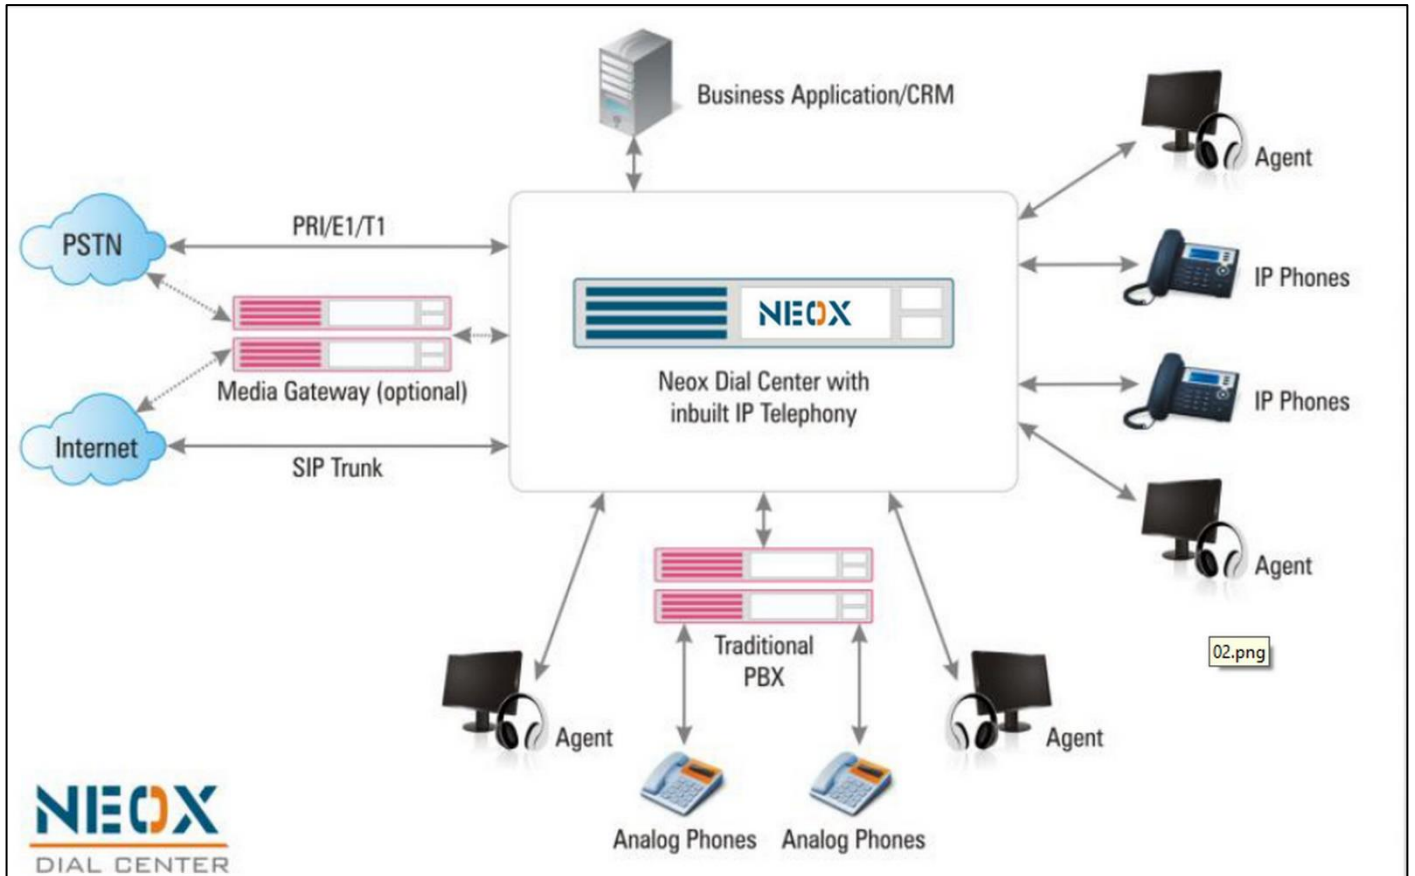 Business Application/CRM
Agent
PSTN
PRI/E1/T1
IP Phones
NEOX
Media Gateway (optional)
Neox Dial Center with
inbuilt IP Telephony
IP Phones
Internet
SIP Trunk
Agent
Traditional
PBX
02.png
Agent
Agent
Analog Phones
Analog Phones
NEOX
DIAL CENTER